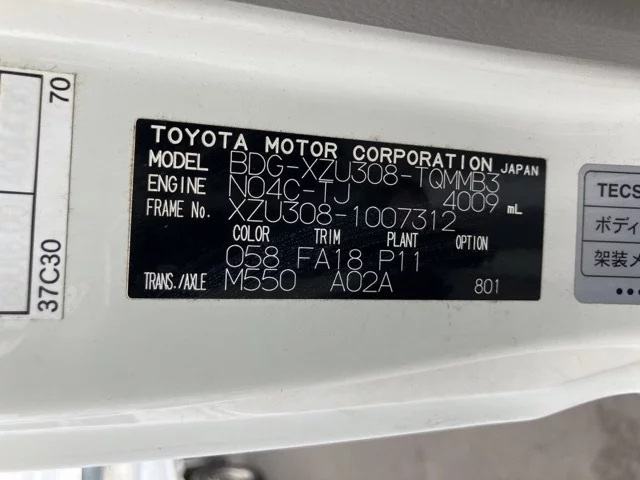 TOYOTA MOTOR CORPORATION JAPAN
MODEL BDG-XZU308-TQMMB3
ENGINE N04C-TJ 4009 mL
FRAME No. XZU308-1007312
COLOR TRIM PLANT OPTION
058 FA18 P11
TRANS./AXLE M550 A02A 801
37C30 70
TECS
ボディ
架装メ